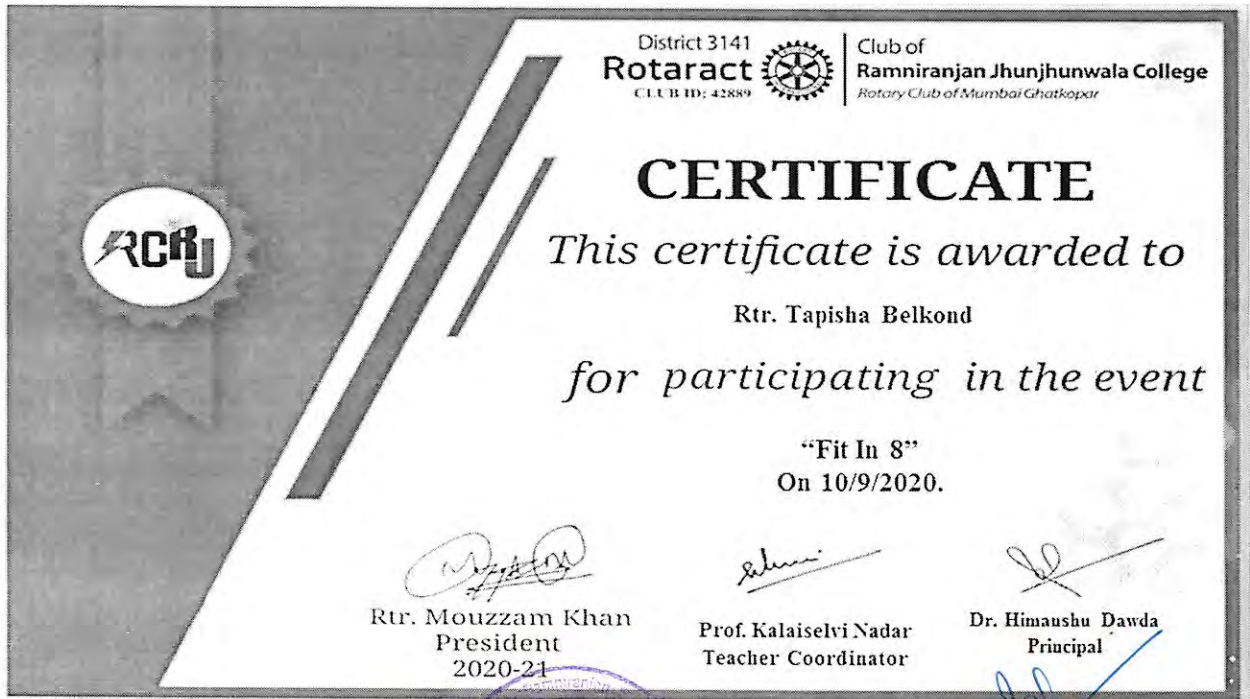 District 3141
Rotaract
CLUB ID: 42889
Club of
Ramniranjan Jhunjhunwala College
Rotary Club of Mumbai Ghatkopar
RCRJ
CERTIFICATE
This certificate is awarded to
Rtr. Tapisha Belkond
for participating in the event
“Fit In 8”
On 10/9/2020.
Rtr. Mouzzam Khan
President
2020-21
Prof. Kalaiselvi Nadar
Teacher Coordinator
Dr. Himanshu Dawda
Principal